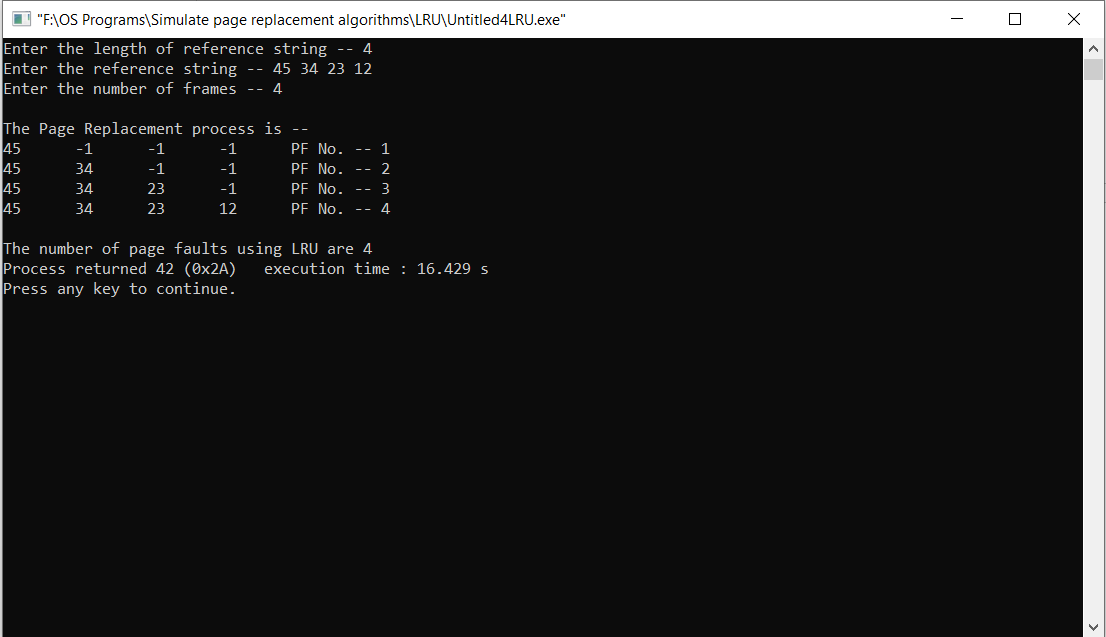 "F:\OS Programs\Simulate page replacement algorithms\LRU\Untitled4LRU.exe"
Enter the length of reference string -- 4
Enter the reference string -- 45 34 23 12
Enter the number of frames -- 4
The Page Replacement process is --
45      -1      -1      -1      PF No. -- 1
45      34      -1      -1      PF No. -- 2
45      34      23      -1      PF No. -- 3
45      34      23      12      PF No. -- 4
The number of page faults using LRU are 4
Process returned 42 (0x2A)   execution time : 16.429 s
Press any key to continue.